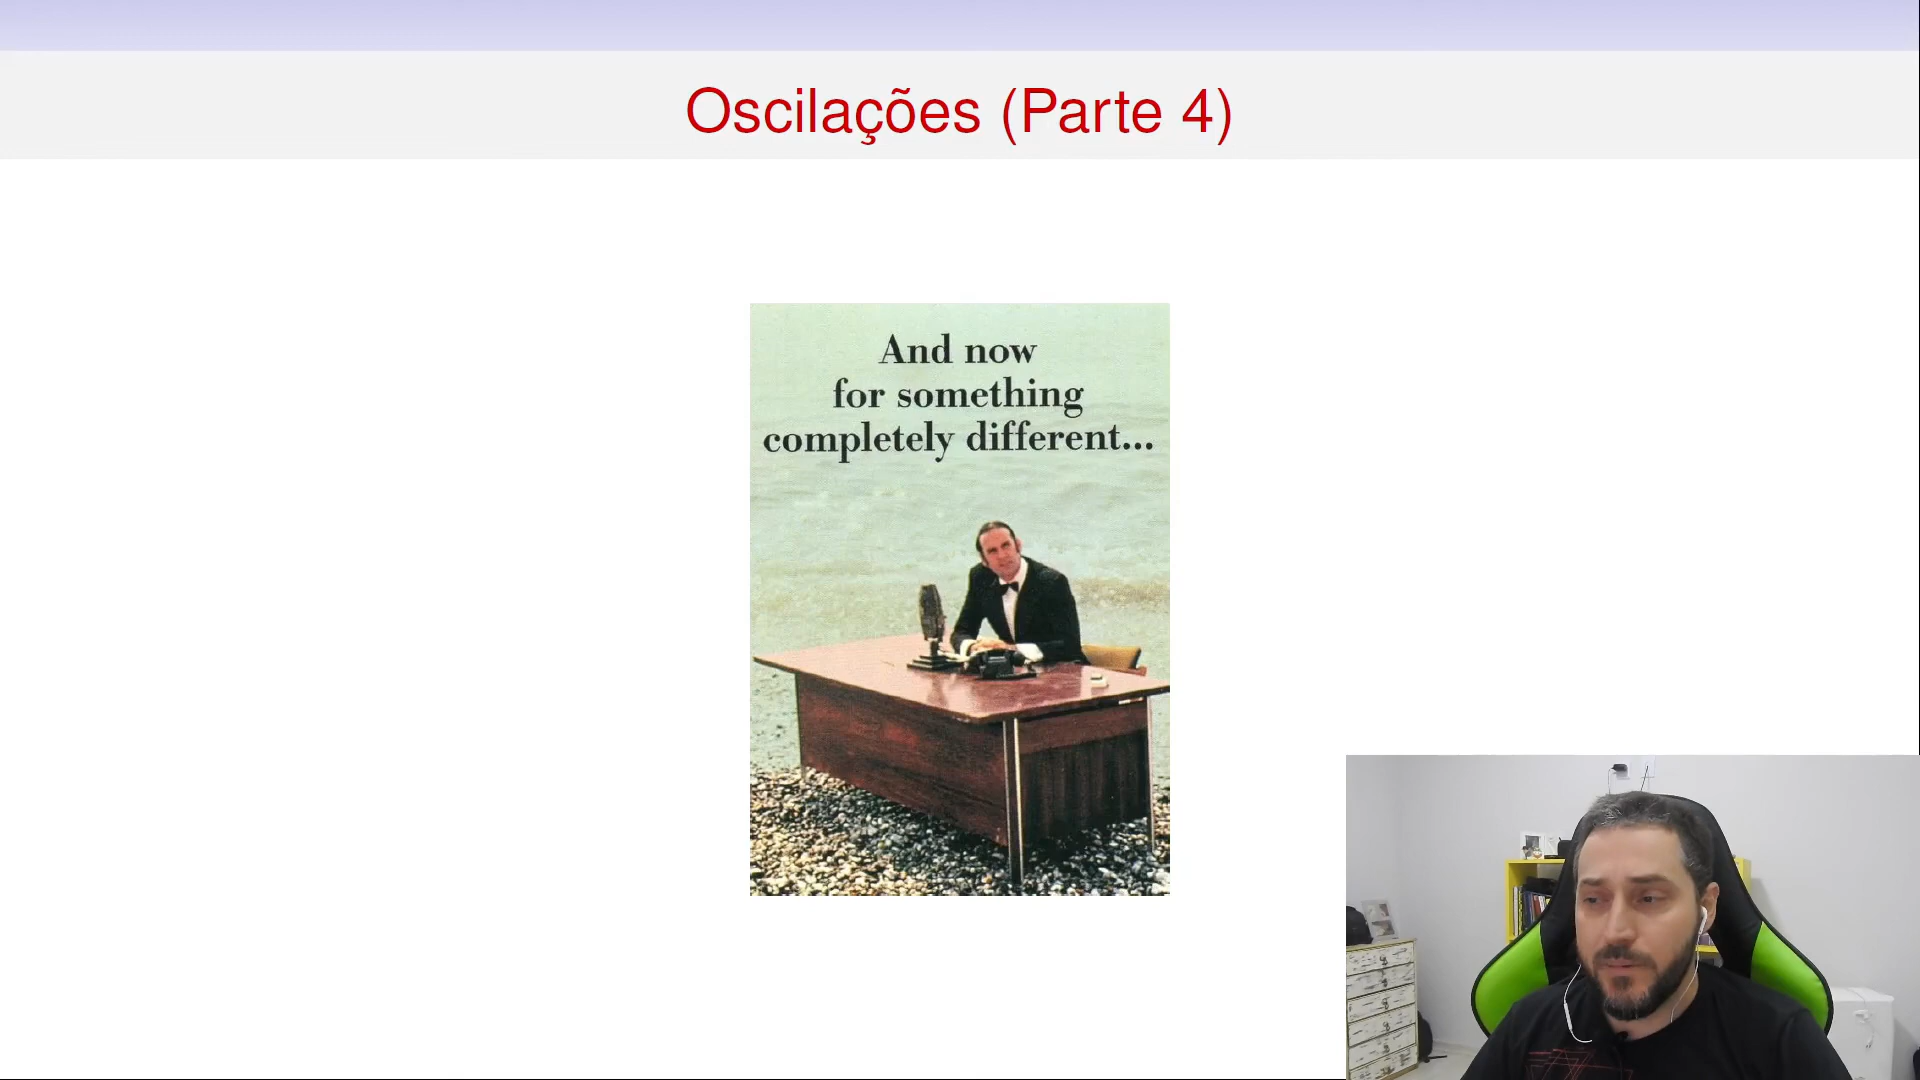 Oscilações (Parte 4)
And now
for something
completely different...